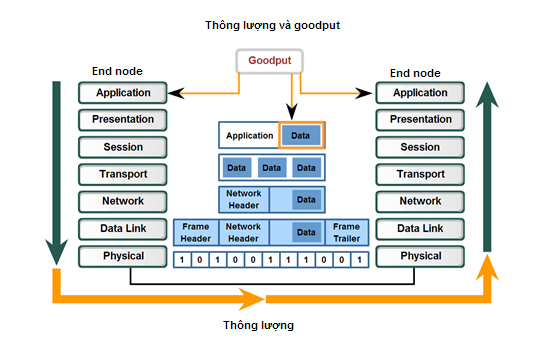 Thông lượng và goodput
Goodput
End node
End node
Application
Presentation
Session
Transport
Network
Data Link
Physical
Application Data
Data Data Data
Network Header Data
Frame Header Network Header Data Frame Trailer
1 0 1 0 0 1 1 1 0 0 1
Application
Presentation
Session
Transport
Network
Data Link
Physical
Thông lượng